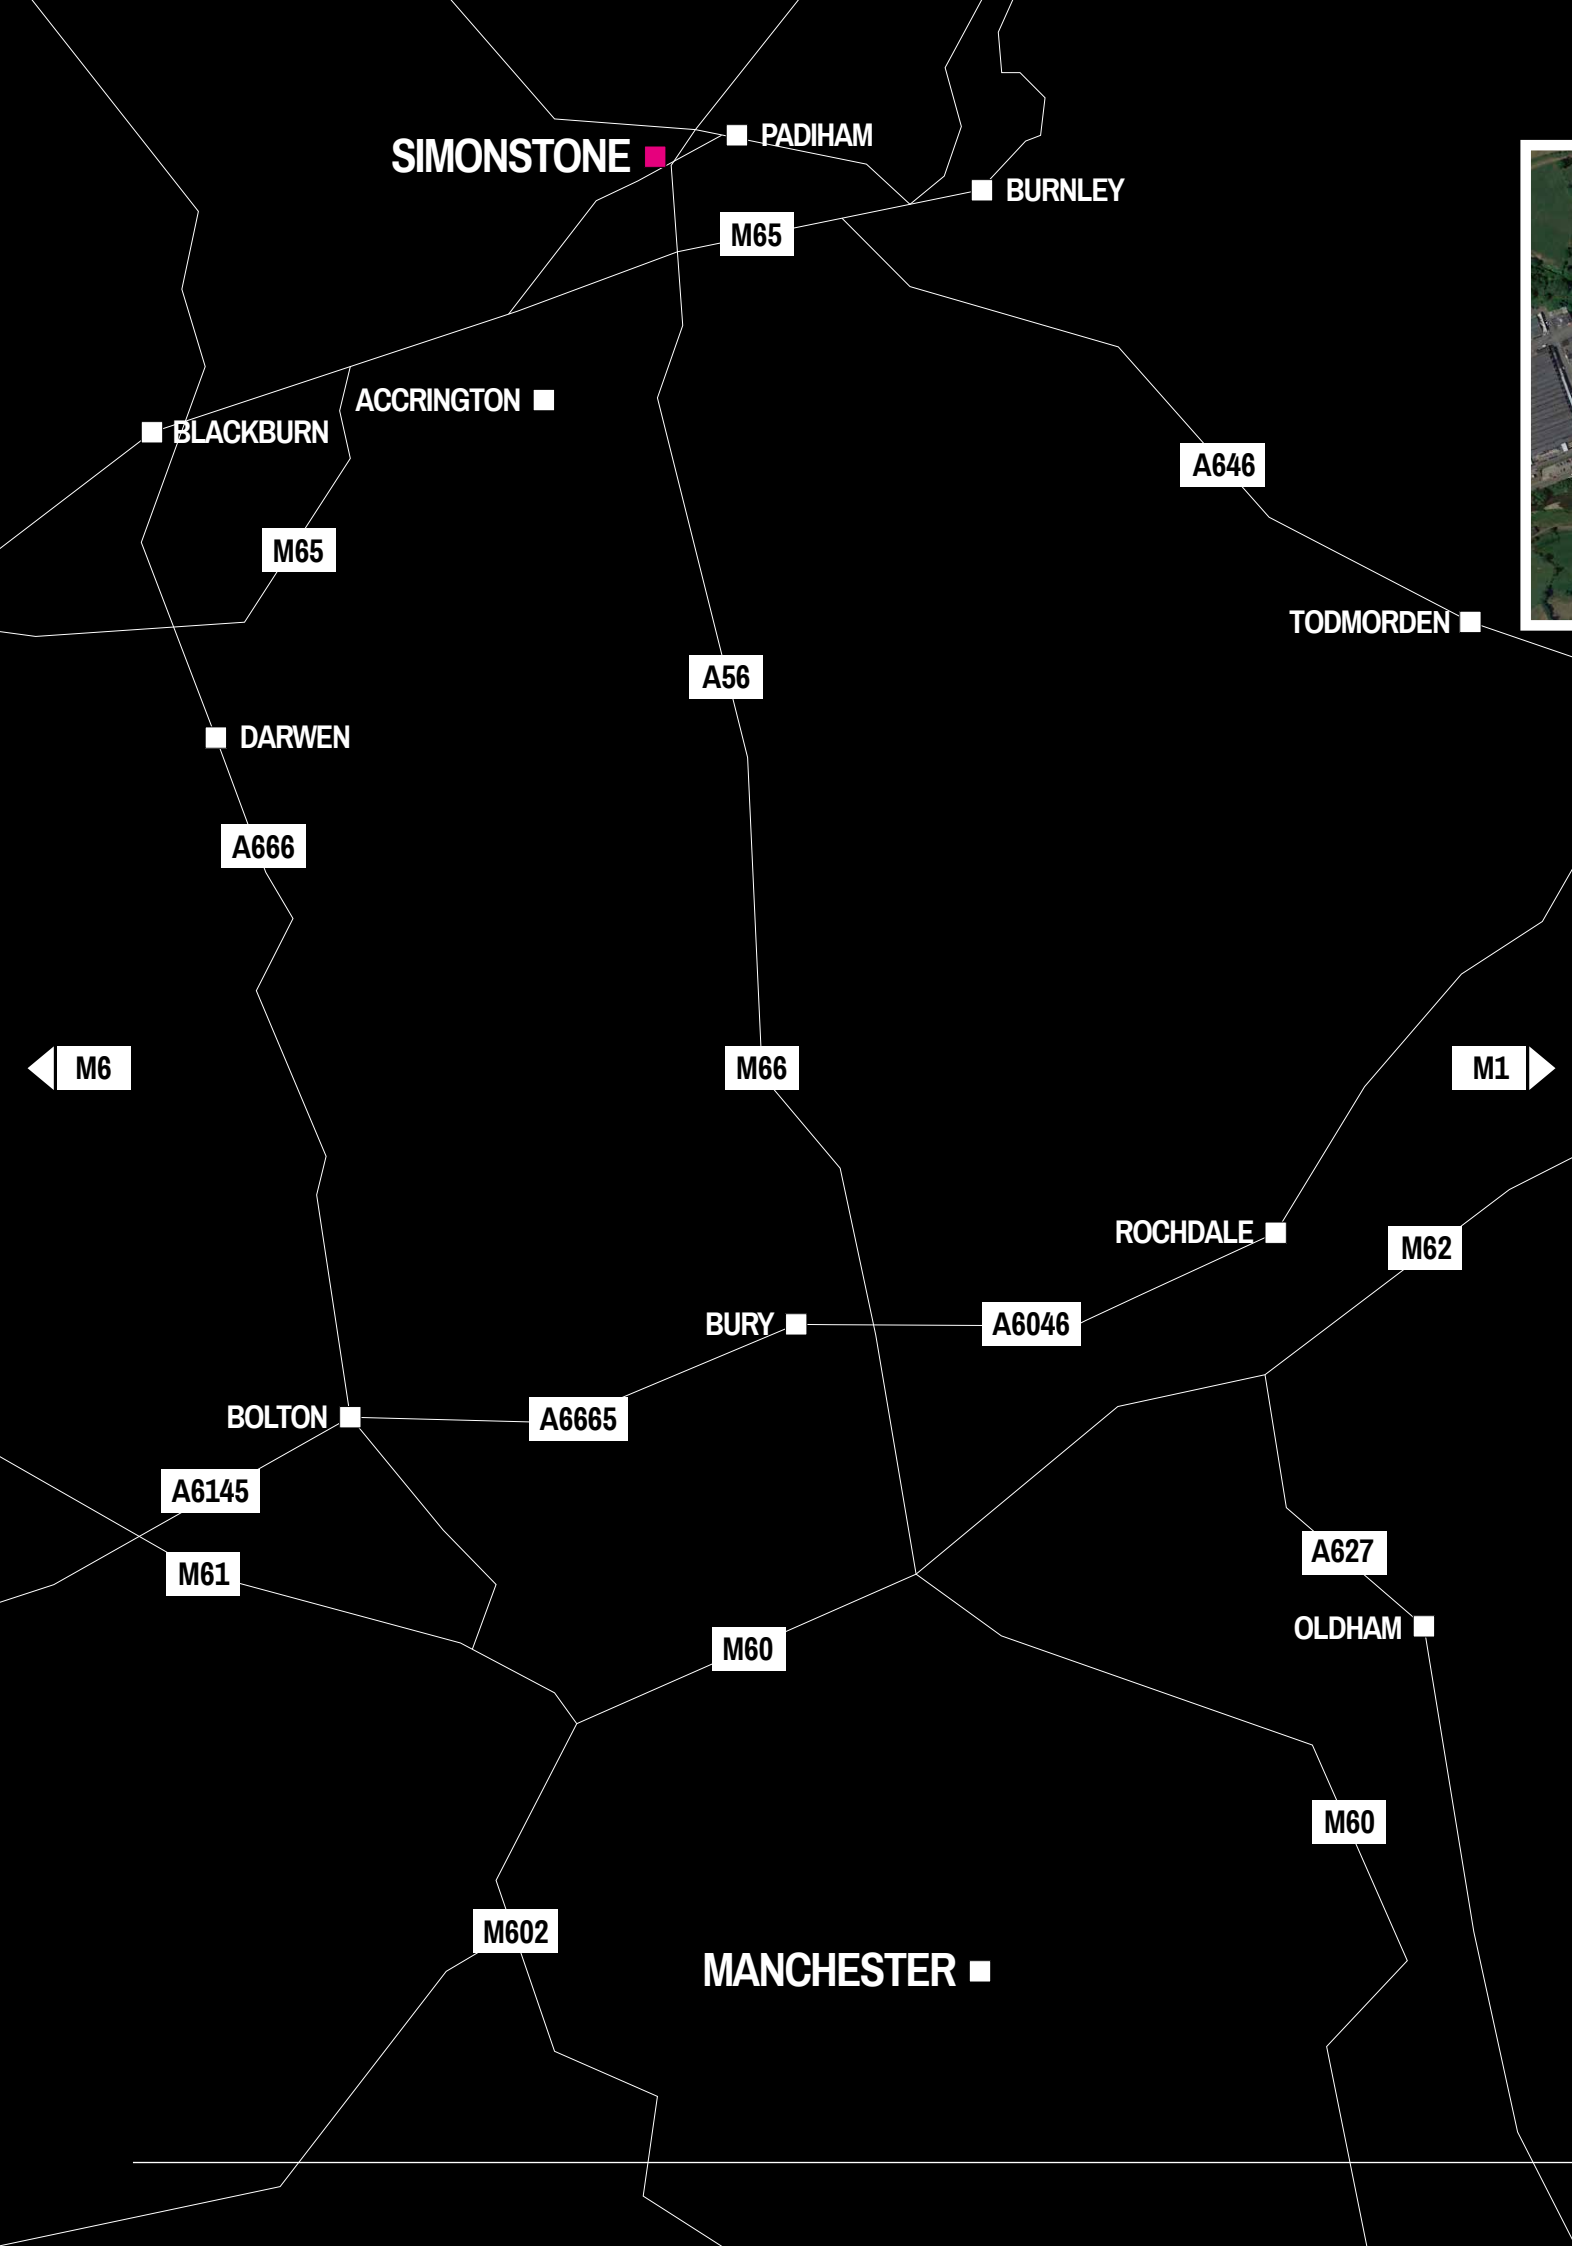 PADIHAM
SIMONSTONE
BURNLEY
M65
ACCRINGTON
BLACKBURN
A646
M65
TODMORDEN
A56
DARWEN
A666
M6
M66
M1
ROCHDALE
M62
BURY
A6046
BOLTON
A6665
A6145
A627
M61
OLDHAM
M60
M60
M602
MANCHESTER